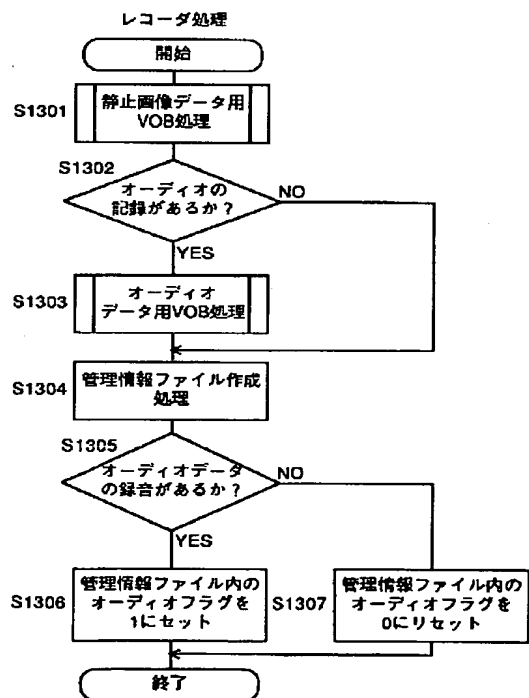 レコーダ処理
開始
S1301
静止画像データ用
VOB処理
S1302
オーディオの
記録があるか?
NO
YES
S1303
オーディオ
データ用VOB処理
S1304
管理情報ファイル作成
処理
S1305
オーディオデータ
の録音があるか?
NO
YES
S1306
管理情報ファイル内の
オーディオフラグを
1にセット
S1307
管理情報ファイル内の
オーディオフラグを
0にリセット
終了